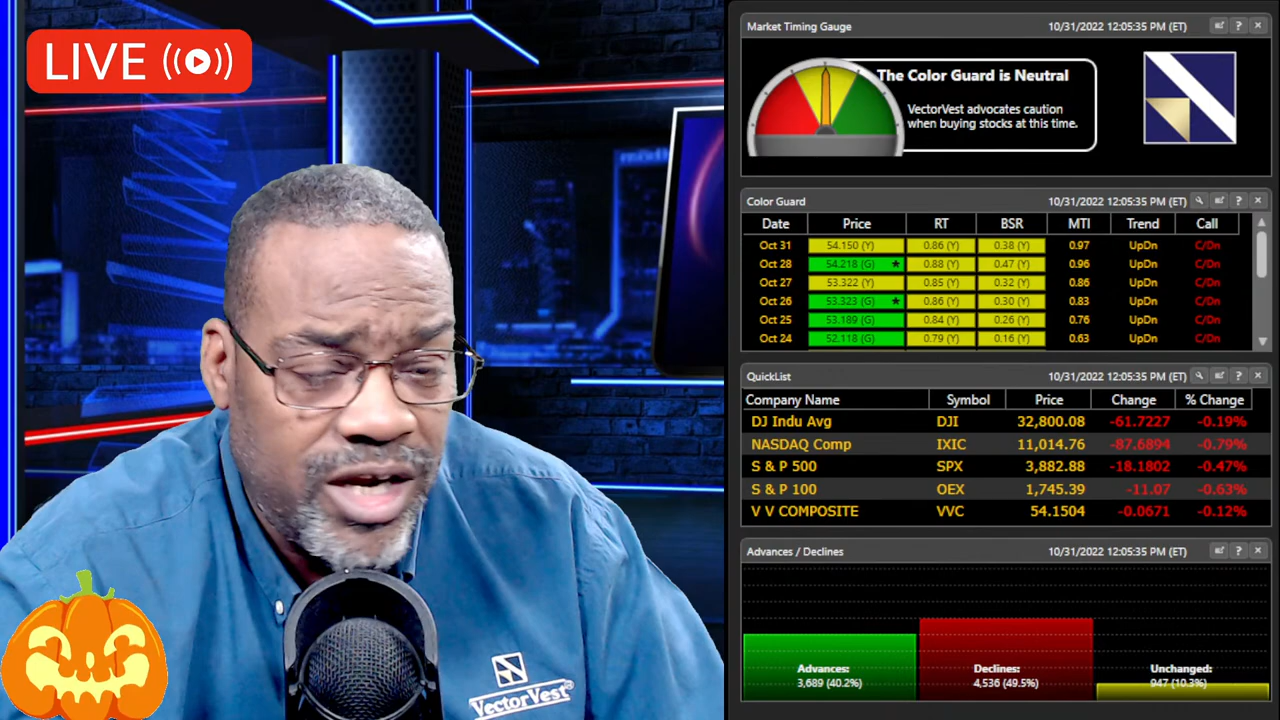 LIVE
Market Timing Gauge 10/31/2022 12:05:35 PM (ET) ?
The Color Guard is Neutral
VectorVest advocates caution
when buying stocks at this time.
Color Guard 10/31/2022 12:05:35 PM (ET) ?
Date Price RT BSR MTI Trend Call
Oct 31 54.150 (Y) 0.86 (Y) 0.38 (Y) 0.97 UpDn C/Dn
Oct 28 54.218 (G) ★ 0.88 (Y) 0.47 (Y) 0.96 UpDn C/Dn
Oct 27 53.322 (Y) 0.85 (Y) 0.32 (Y) 0.86 UpDn C/Dn
Oct 26 53.323 (G) ★ 0.86 (Y) 0.30 (Y) 0.83 UpDn C/Dn
Oct 25 53.189 (G) 0.84 (Y) 0.26 (Y) 0.76 UpDn C/Dn
Oct 24 52.118 (G) 0.79 (Y) 0.16 (Y) 0.63 UpDn C/Dn
QuickList 10/31/2022 12:05:35 PM (ET) ?
Company Name Symbol Price Change % Change
DJ Indu Avg DJI 32,800.08 -61.7227 -0.19%
NASDAQ Comp IXIC 11,014.76 -87.6894 -0.79%
S & P 500 SPX 3,882.88 -18.1802 -0.47%
S & P 100 OEX 1,745.39 -11.07 -0.63%
V V COMPOSITE VVC 54.1504 -0.0671 -0.12%
Advances / Declines 10/31/2022 12:05:35 PM (ET) ?
Advances: Declines: Unchanged:
3,689 (40.2%) 4,536 (49.5%) 947 (10.3%)
VectorVest®